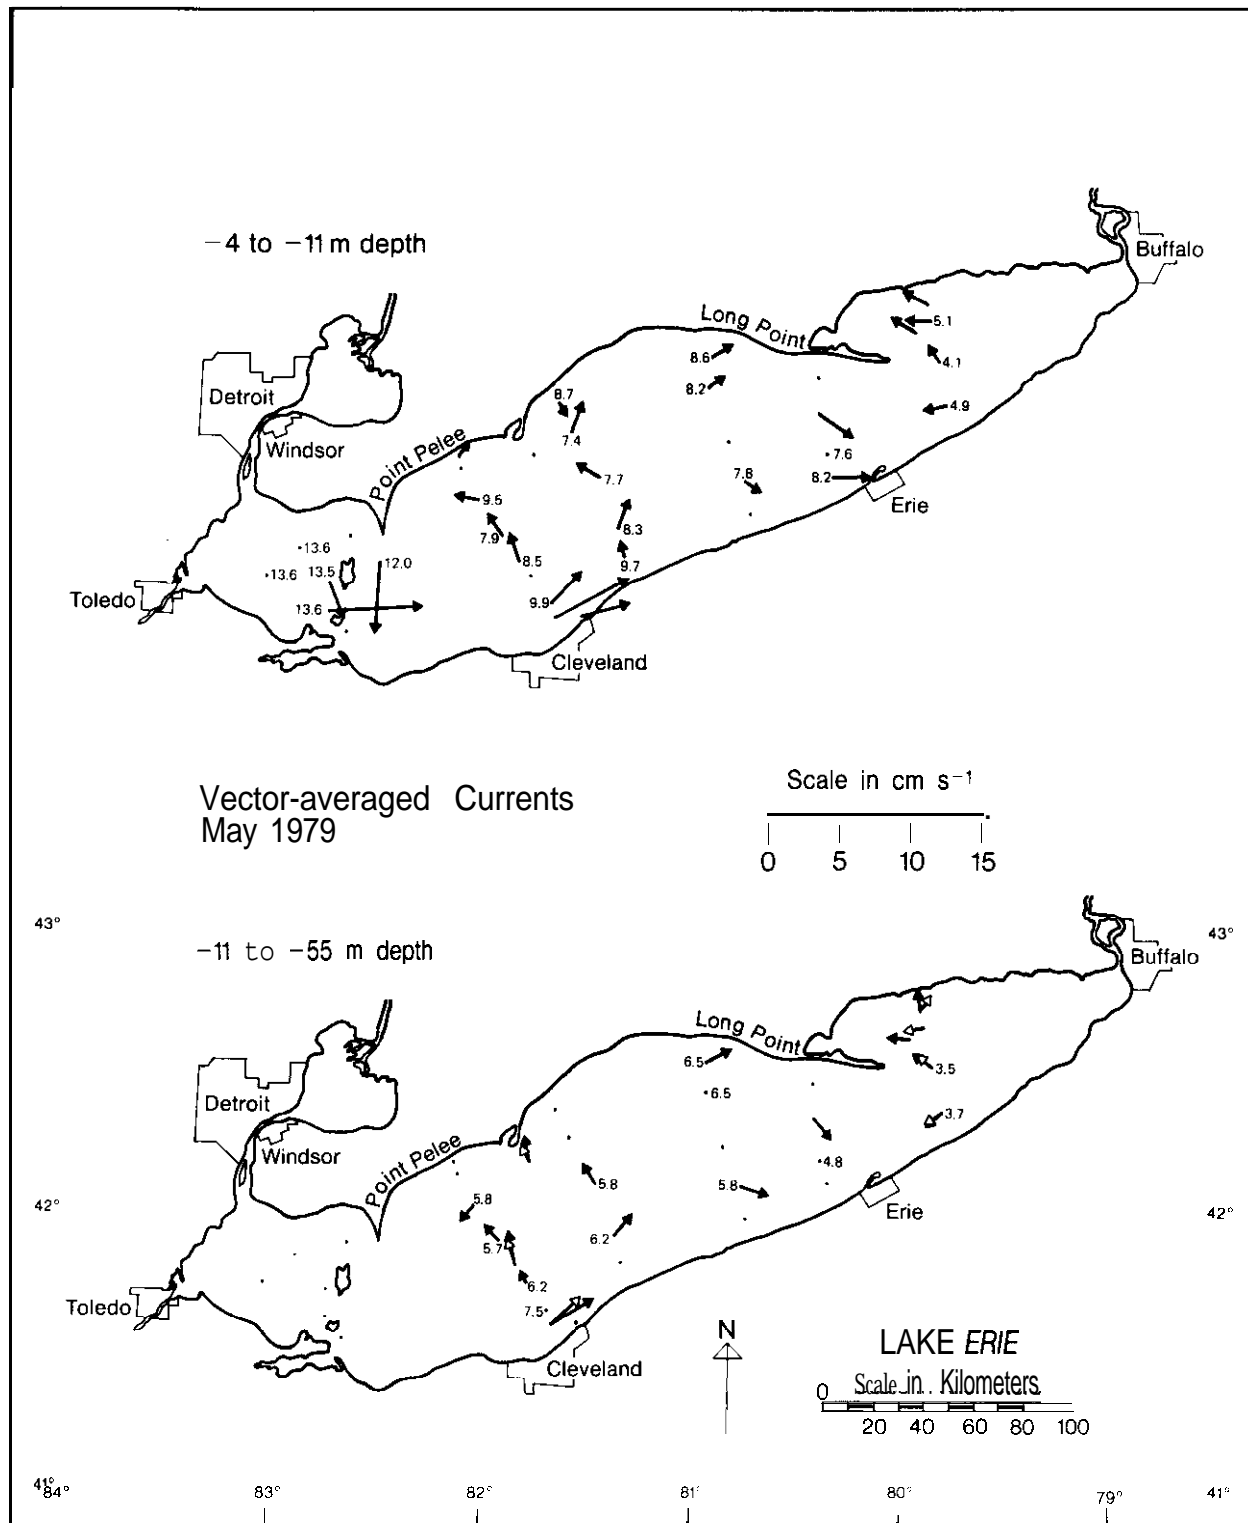 −4 to −11 m depth
Buffalo
Long Point
5.1
8.6
4.1
Detroit
8.2
8.7
4.9
Windsor
Point Pelee
7.4
7.6
7.7
7.8
8.2
9.5
Erie
7.9
8.3
13.6
12.0
8.5
9.7
13.6
13.5
Toledo
13.6
9.9
Cleveland
Vector-averaged Currents
May 1979
Scale in cm s⁻¹
0 5 10 15
43° 43°
−11 to −55 m depth
Buffalo
Long Point
6.5
3.5
6.5
Detroit
3.7
Windsor
Point Pelee
4.8
5.8
5.8
5.8
42° 42°
Erie
6.2
5.7
6.2
Toledo
7.5
N
LAKE ERIE
Cleveland
Scale in Kilometers
0
20 40 60 80 100
41° 41°
84° 83° 82° 81° 80° 79°